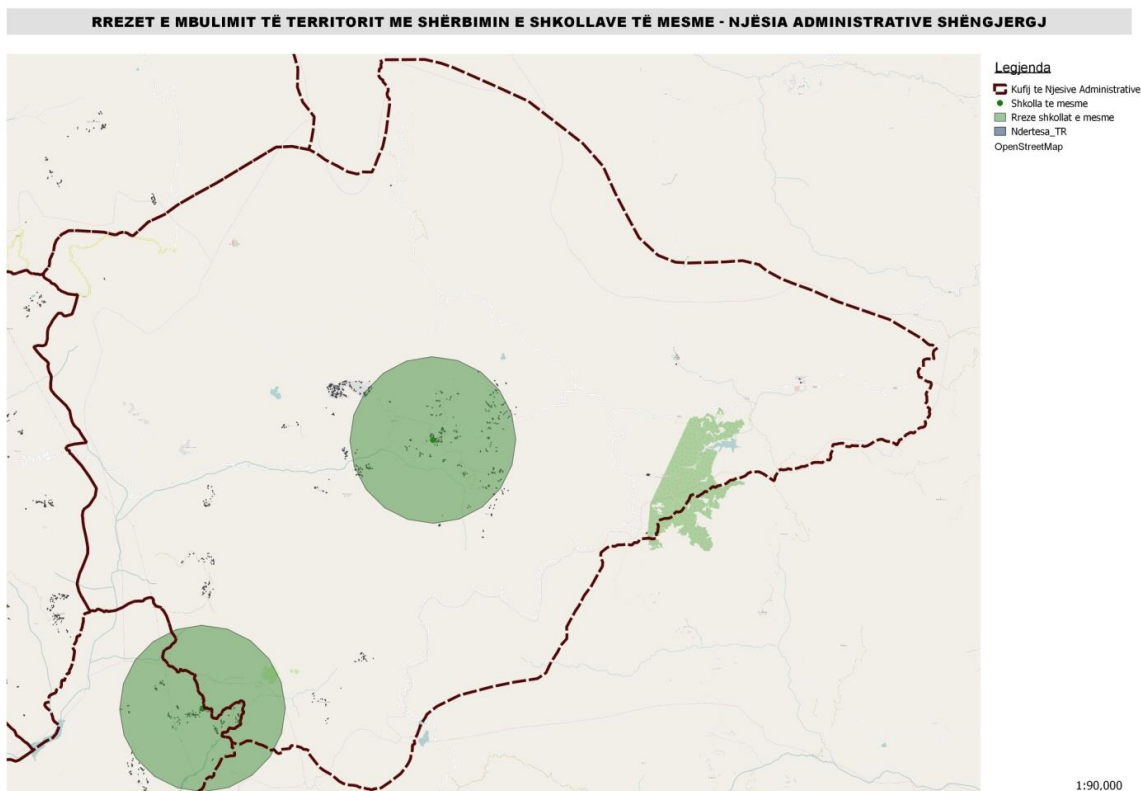 RREZET E MBULIMIT TË TERRITORIT ME SHËRBIMIN E SHKOLLAVE TË MESME - NJËSIA ADMINISTRATIVE SHËNGJERGJ
Legjenda
Kufij te Njesive Administrative
Shkolla te mesme
Rreze shkollat e mesme
Ndertesa_TR
OpenStreetMap
1:90,000